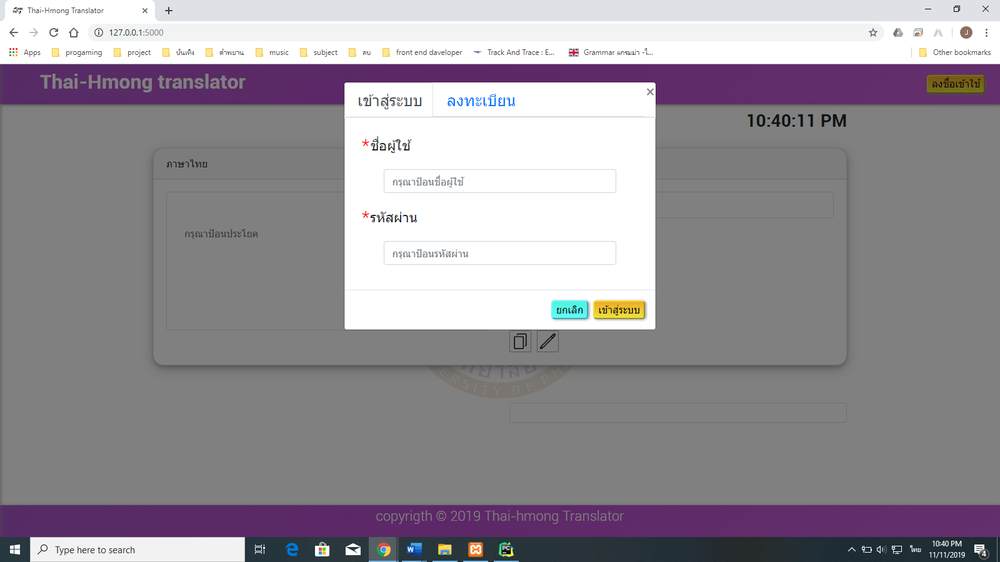 Thai-Hmong Translator
127.0.0.1:5000
J
Apps
progaming
project
บันเทิง
คำพยาน
music
subject
ลบ
front end daveloper
Track And Trace : E...
Grammar แกรมม่า -ไ...
Other bookmarks
Thai-Hmong translator
ลงชื่อเข้าใช้
เข้าสู่ระบบ
ลงทะเบียน
×
10:40:11 PM
*ชื่อผู้ใช้
ภาษาไทย
กรุณาป้อนชื่อผู้ใช้
*รหัสผ่าน
กรุณาป้อนประโยค
กรุณาป้อนรหัสผ่าน
ยกเลิก
เข้าสู่ระบบ
ERSITY OF PH
copyrigth © 2019 Thai-hmong Translator
Type here to search
ไทย
10:40 PM
11/11/2019
4